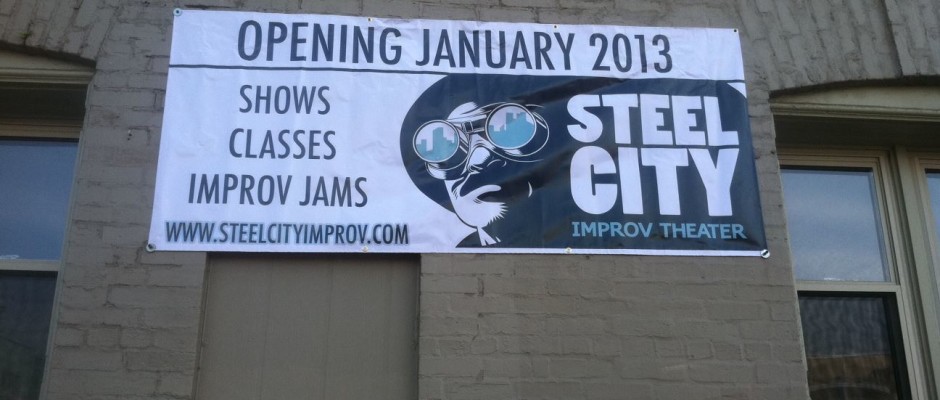 OPENING JANUARY 2013
SHOWS
CLASSES
IMPROV JAMS
WWW.STEELCITYIMPROV.COM
STEEL
CITY
IMPROV THEATER